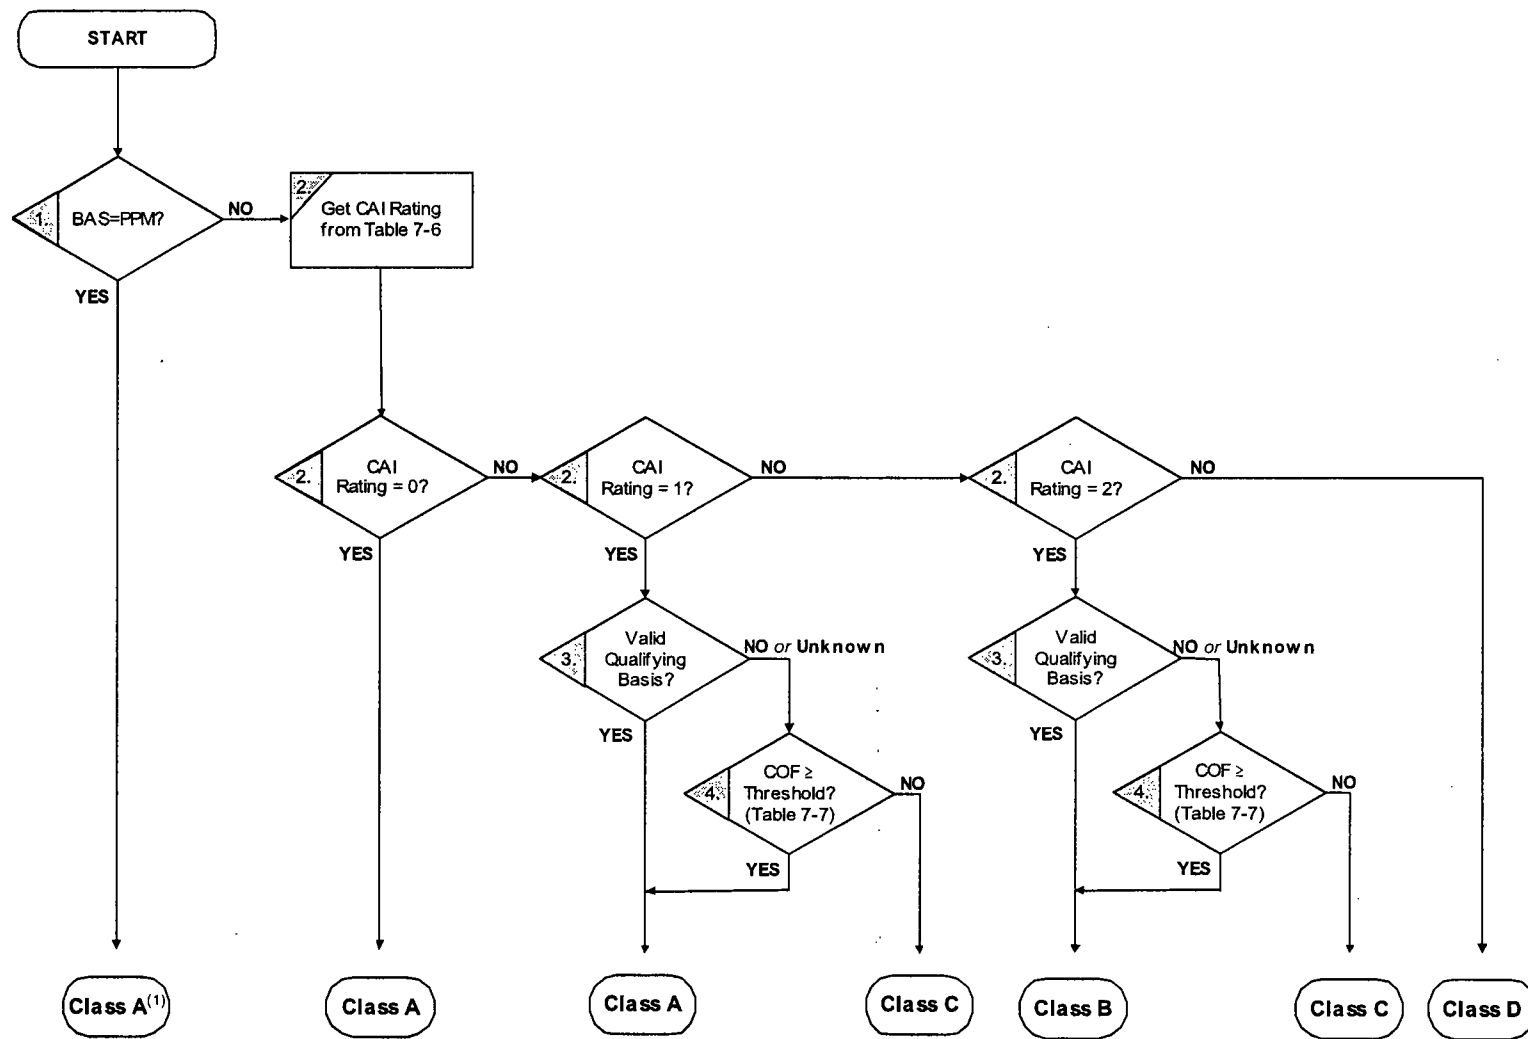 START
1.
BAS=PPM?
NO
YES
2.
Get CAI Rating
from Table 7-6
2.
CAI
Rating = 0?
NO
YES
2.
CAI
Rating = 1?
NO
YES
2.
CAI
Rating = 2?
NO
YES
3.
Valid
Qualifying
Basis?
NO or Unknown
YES
4.
COF ≥
Threshold?
(Table 7-7)
NO
YES
3.
Valid
Qualifying
Basis?
NO or Unknown
YES
4.
COF ≥
Threshold?
(Table 7-7)
NO
YES
Class A(1)
Class A
Class A
Class C
Class B
Class C
Class D